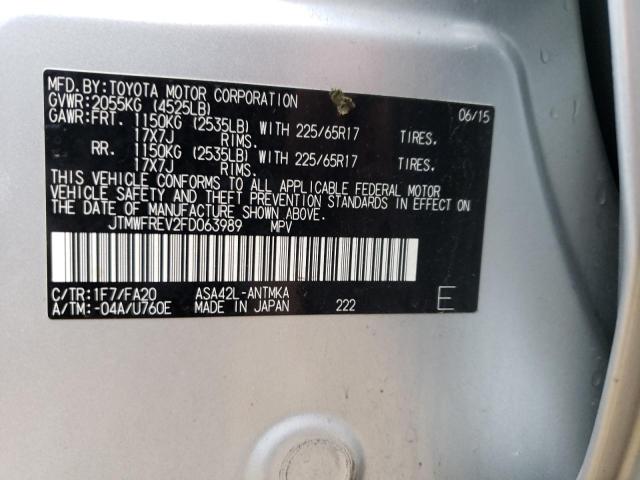 MFD.BY:TOYOTA MOTOR CORPORATION 06/15
GVWR:2055KG (4525LB)
GAWR:FRT. 1150KG (2535LB) WITH 225/65R17 TIRES.
17X7J RIMS.
RR. 1150KG (2535LB) WITH 225/65R17 TIRES.
17X7J RIMS.
THIS VEHICLE CONFORMS TO ALL APPLICABLE FEDERAL MOTOR
VEHICLE SAFETY AND THEFT PREVENTION STANDARDS IN EFFECT ON
THE DATE OF MANUFACTURE SHOWN ABOVE.
JTMWFREV2FD063989 MPV
C/TR:1F7/FA20 ASA42L-ANTMKA
A/TM:-04A/U760E MADE IN JAPAN 222 E